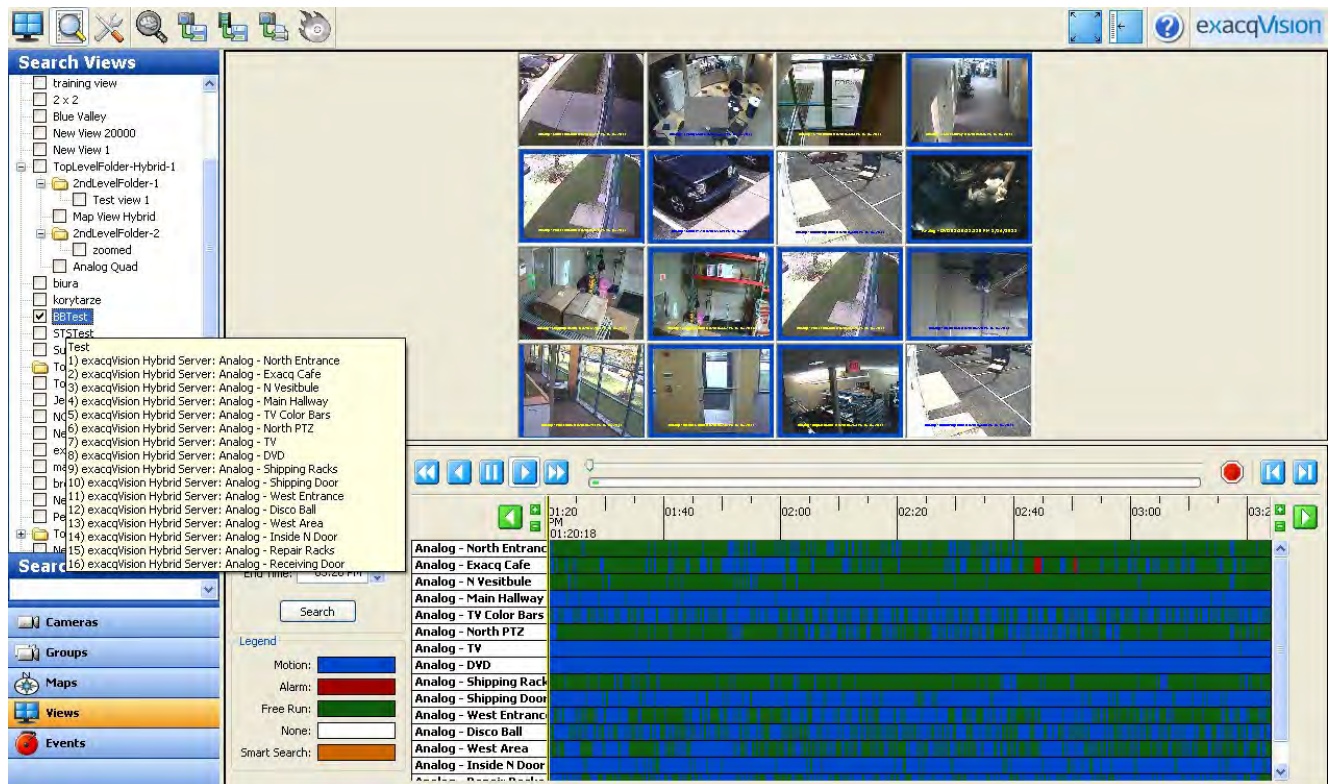 exacqVision
Search Views
training view
2 x 2
Blue Valley
New View 20000
New View 1
TopLevelFolder-Hybrid-1
2ndLevelFolder-1
Test view 1
Map View Hybrid
2ndLevelFolder-2
zoomed
Analog Quad
biura
korytarze
BBTest
STSTest
Test
1) exacqVision Hybrid Server: Analog - North Entrance
2) exacqVision Hybrid Server: Analog - Exacq Cafe
3) exacqVision Hybrid Server: Analog - N Vesitbule
4) exacqVision Hybrid Server: Analog - Main Hallway
5) exacqVision Hybrid Server: Analog - TV Color Bars
6) exacqVision Hybrid Server: Analog - North PTZ
7) exacqVision Hybrid Server: Analog - TV
8) exacqVision Hybrid Server: Analog - DVD
9) exacqVision Hybrid Server: Analog - Shipping Racks
10) exacqVision Hybrid Server: Analog - Shipping Door
11) exacqVision Hybrid Server: Analog - West Entrance
12) exacqVision Hybrid Server: Analog - Disco Ball
13) exacqVision Hybrid Server: Analog - West Area
14) exacqVision Hybrid Server: Analog - Inside N Door
15) exacqVision Hybrid Server: Analog - Repair Racks
16) exacqVision Hybrid Server: Analog - Receiving Door
Cameras
Groups
Maps
Views
Events
End Time:
Search
Legend
Motion:
Alarm:
Free Run:
None:
Smart Search:
01:20 01:40 02:00 02:20 02:40 03:00 03:2
PM
01:20:18
Analog - North Entranc
Analog - Exacq Cafe
Analog - N Vesitbule
Analog - Main Hallway
Analog - TV Color Bars
Analog - North PTZ
Analog - TV
Analog - DVD
Analog - Shipping Rack
Analog - Shipping Door
Analog - West Entranc
Analog - Disco Ball
Analog - West Area
Analog - Inside N Door